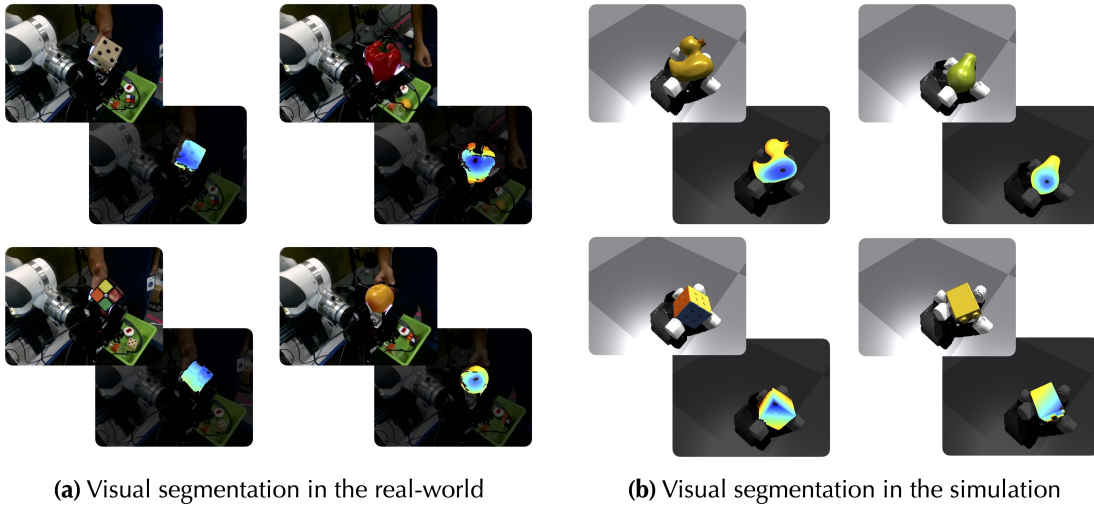 (a) Visual segmentation in the real-world
(b) Visual segmentation in the simulation